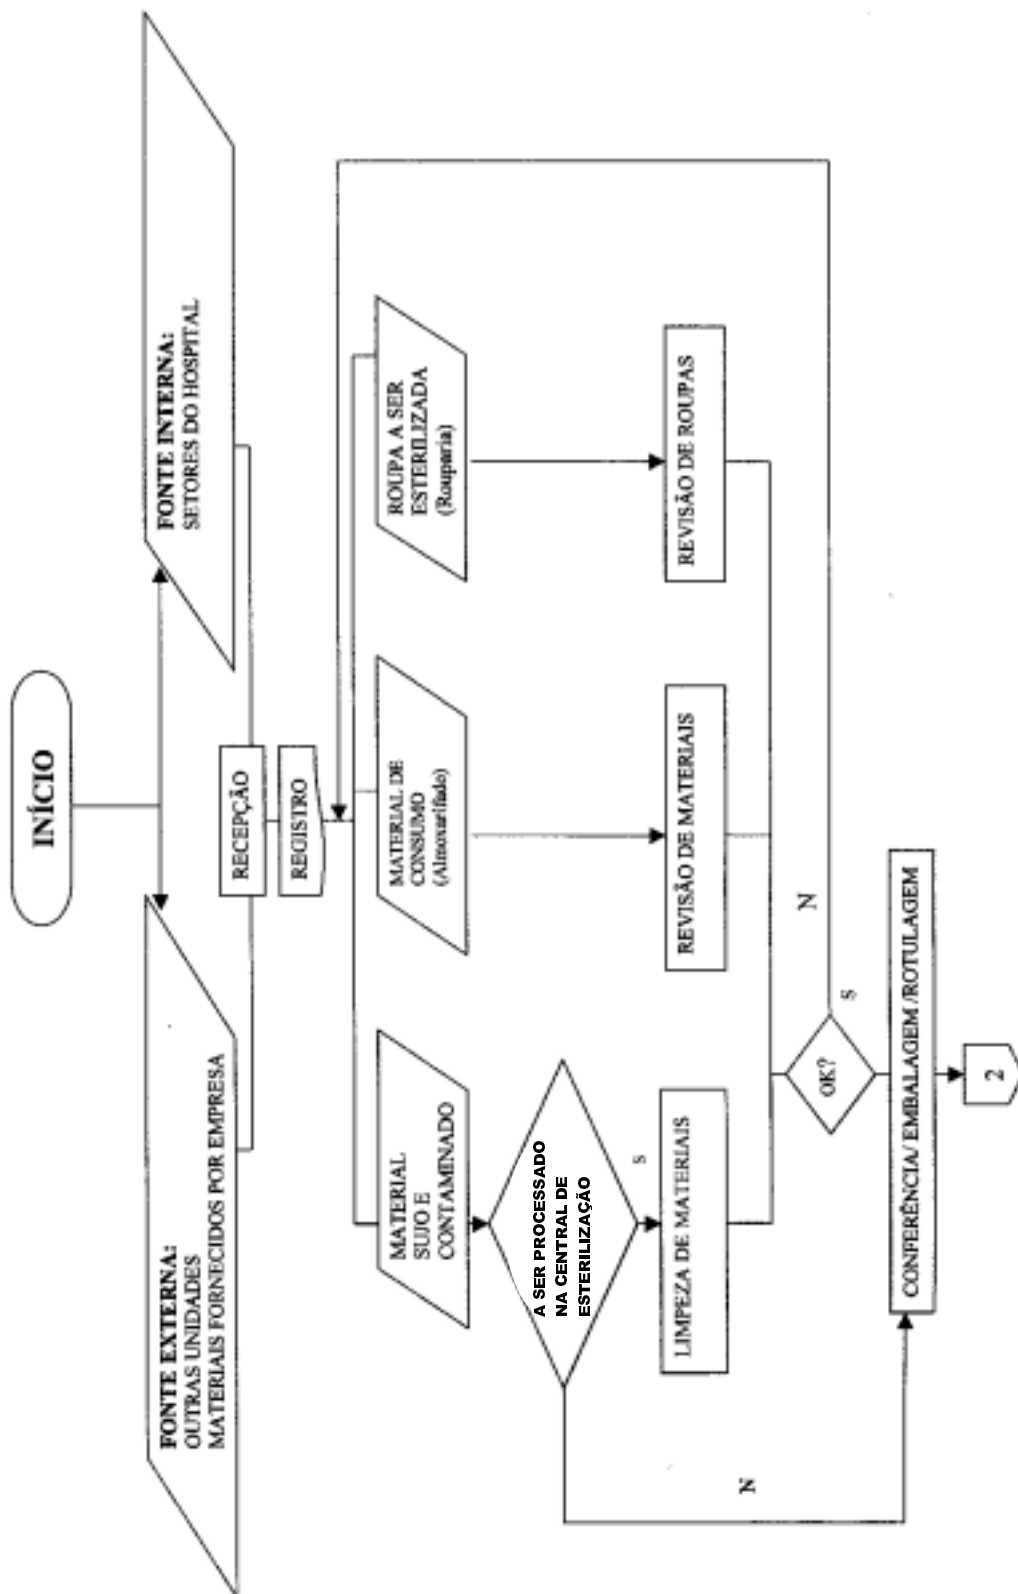 INÍCIO
FONTE EXTERNA:
OUTRAS UNIDADES
MATERIAIS FORNECIDOS POR EMPRESA
FONTE INTERNA:
SETORES DO HOSPITAL
RECEPÇÃO
REGISTRO
MATERIAL
SUJO E
CONTAMINADO
MATERIAL DE
CONSUMO
(Almoxarifado)
ROUPA A SER
ESTERILIZADA
(Rouparia)
A SER PROCESSADO
NA CENTRAL DE
ESTERILIZAÇÃO
S
N
LIMPEZA DE MATERIAIS
REVISÃO DE MATERIAIS
REVISÃO DE ROUPAS
OK?
N
S
CONFERÊNCIA/ EMBALAGEM /ROTULAGEM
2